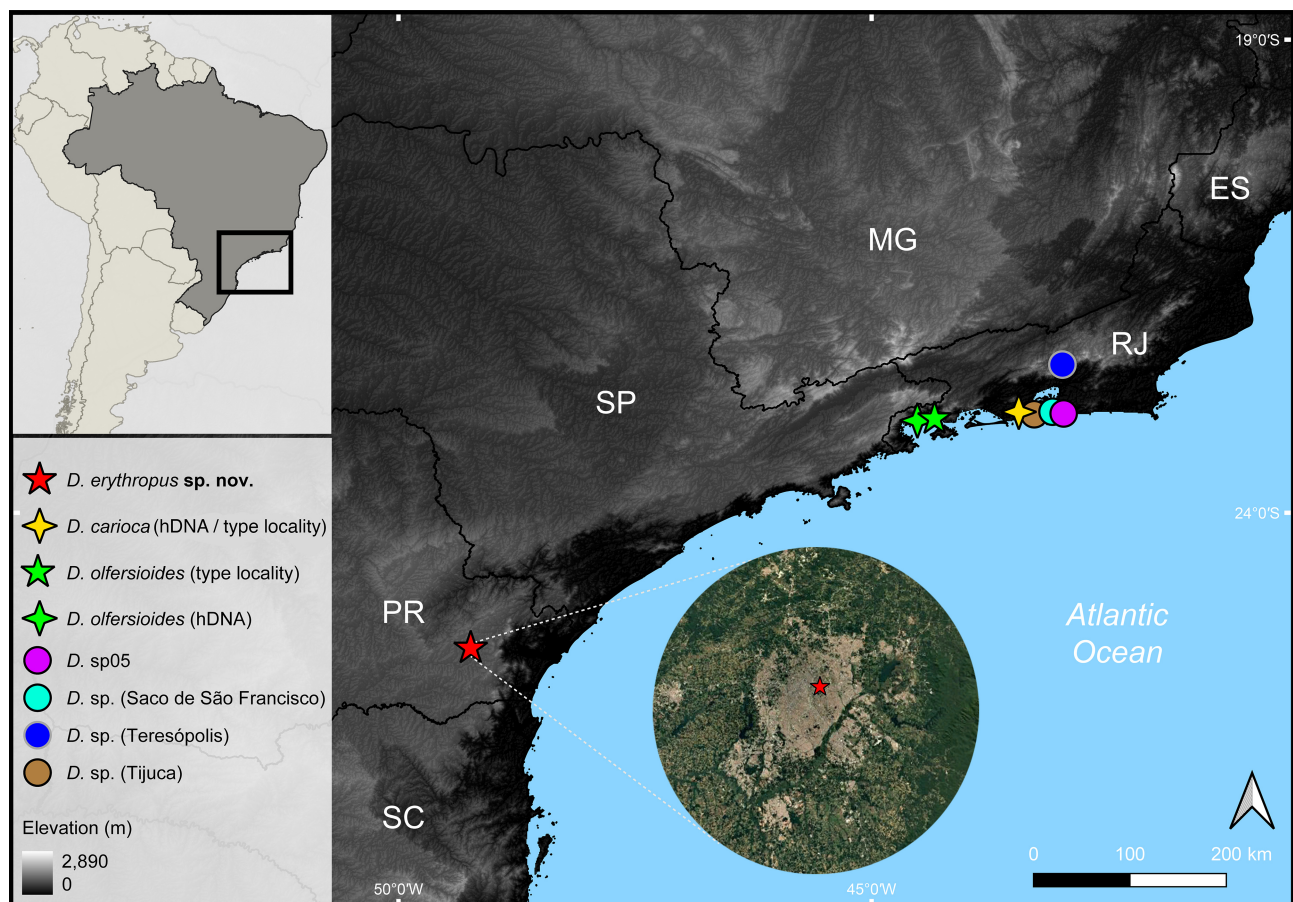 19°0'S
ES
MG
RJ
SP
D. erythropus sp. nov.
D. carioca (hDNA / type locality)
D. olfersioides (type locality)
D. olfersioides (hDNA)
D. sp05
D. sp. (Saco de São Francisco)
D. sp. (Teresópolis)
D. sp. (Tijuca)
Elevation (m)
2,890
0
24°0'S
PR
Atlantic
Ocean
SC
0 100 200 km
50°0'W 45°0'W